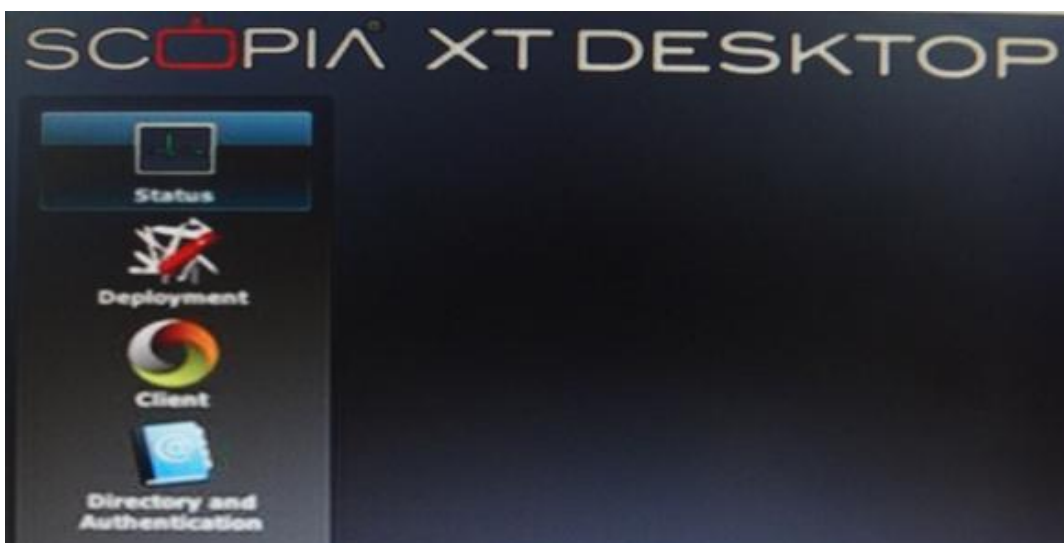 SCOPIA® XT DESKTOP
Status
Deployment
Client
Directory and
Authentication